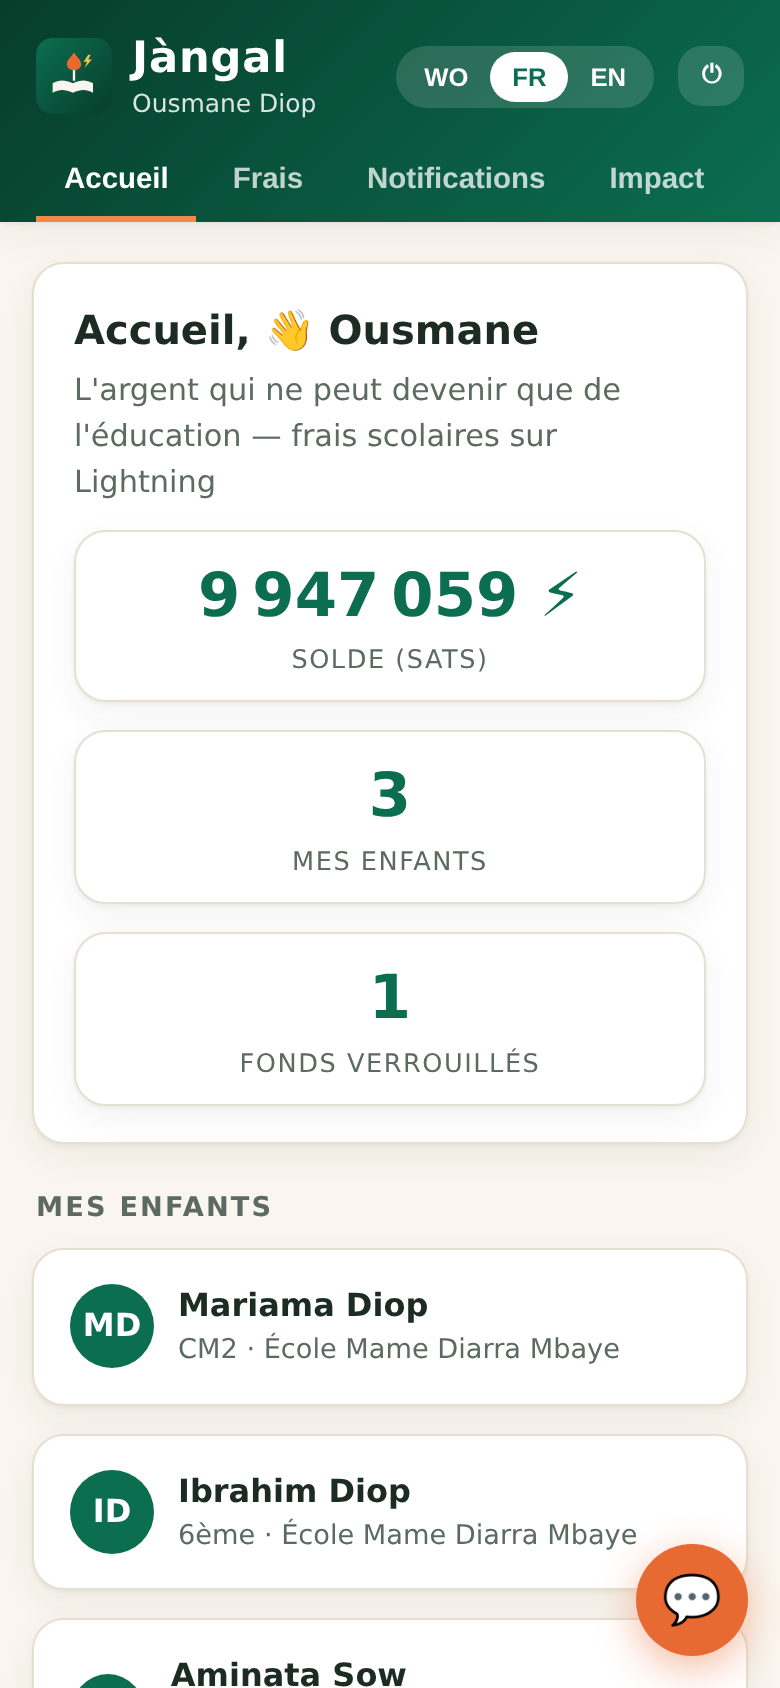 Jàngal
Ousmane Diop
WO FR EN
Accueil Frais Notifications Impact
Accueil, 👋 Ousmane
L'argent qui ne peut devenir que de
l'éducation — frais scolaires sur
Lightning
9 947 059 ⚡
SOLDE (SATS)
3
MES ENFANTS
1
FONDS VERROUILLÉS
MES ENFANTS
MD
Mariama Diop
CM2 · École Mame Diarra Mbaye
ID
Ibrahim Diop
6ème · École Mame Diarra Mbaye
Aminata Sow